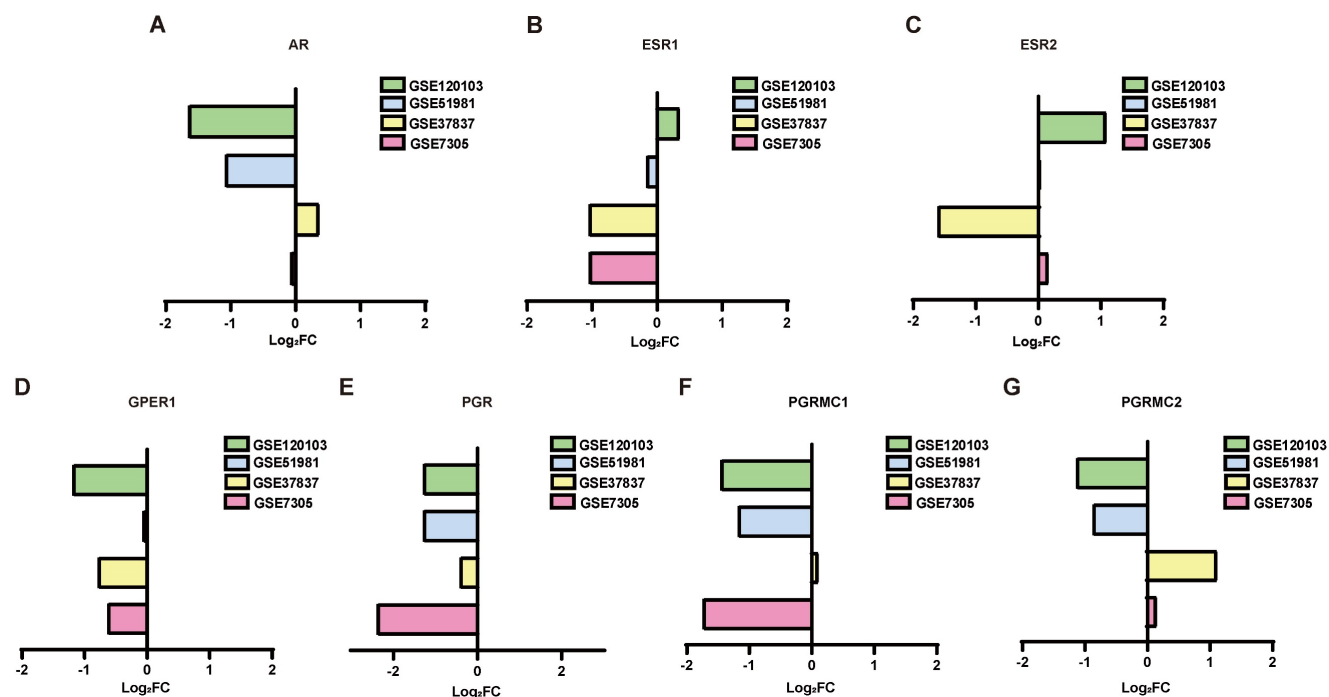 A
AR
GSE120103
GSE51981
GSE37837
GSE7305
-2 -1 0 1 2
Log₂FC
B
ESR1
GSE120103
GSE51981
GSE37837
GSE7305
-2 -1 0 1 2
Log₂FC
C
ESR2
GSE120103
GSE51981
GSE37837
GSE7305
-2 -1 0 1 2
Log₂FC
D
GPER1
GSE120103
GSE51981
GSE37837
GSE7305
-2 -1 0 1 2
Log₂FC
E
PGR
GSE120103
GSE51981
GSE37837
GSE7305
-2 0 2
Log₂FC
F
PGRMC1
GSE120103
GSE51981
GSE37837
GSE7305
-2 -1 0 1 2
Log₂FC
G
PGRMC2
GSE120103
GSE51981
GSE37837
GSE7305
-2 -1 0 1 2
Log₂FC